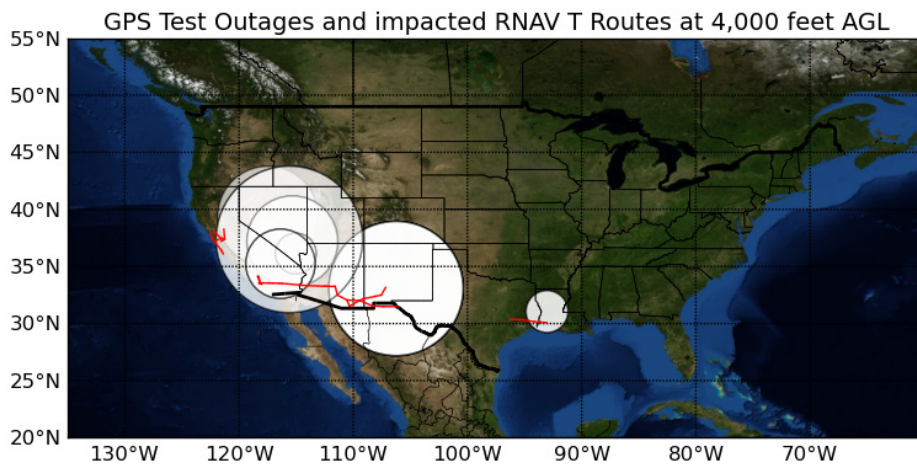 GPS Test Outages and impacted RNAV T Routes at 4,000 feet AGL
55°N
50°N
45°N
40°N
35°N
30°N
25°N
20°N
130°W 120°W 110°W 100°W 90°W 80°W 70°W